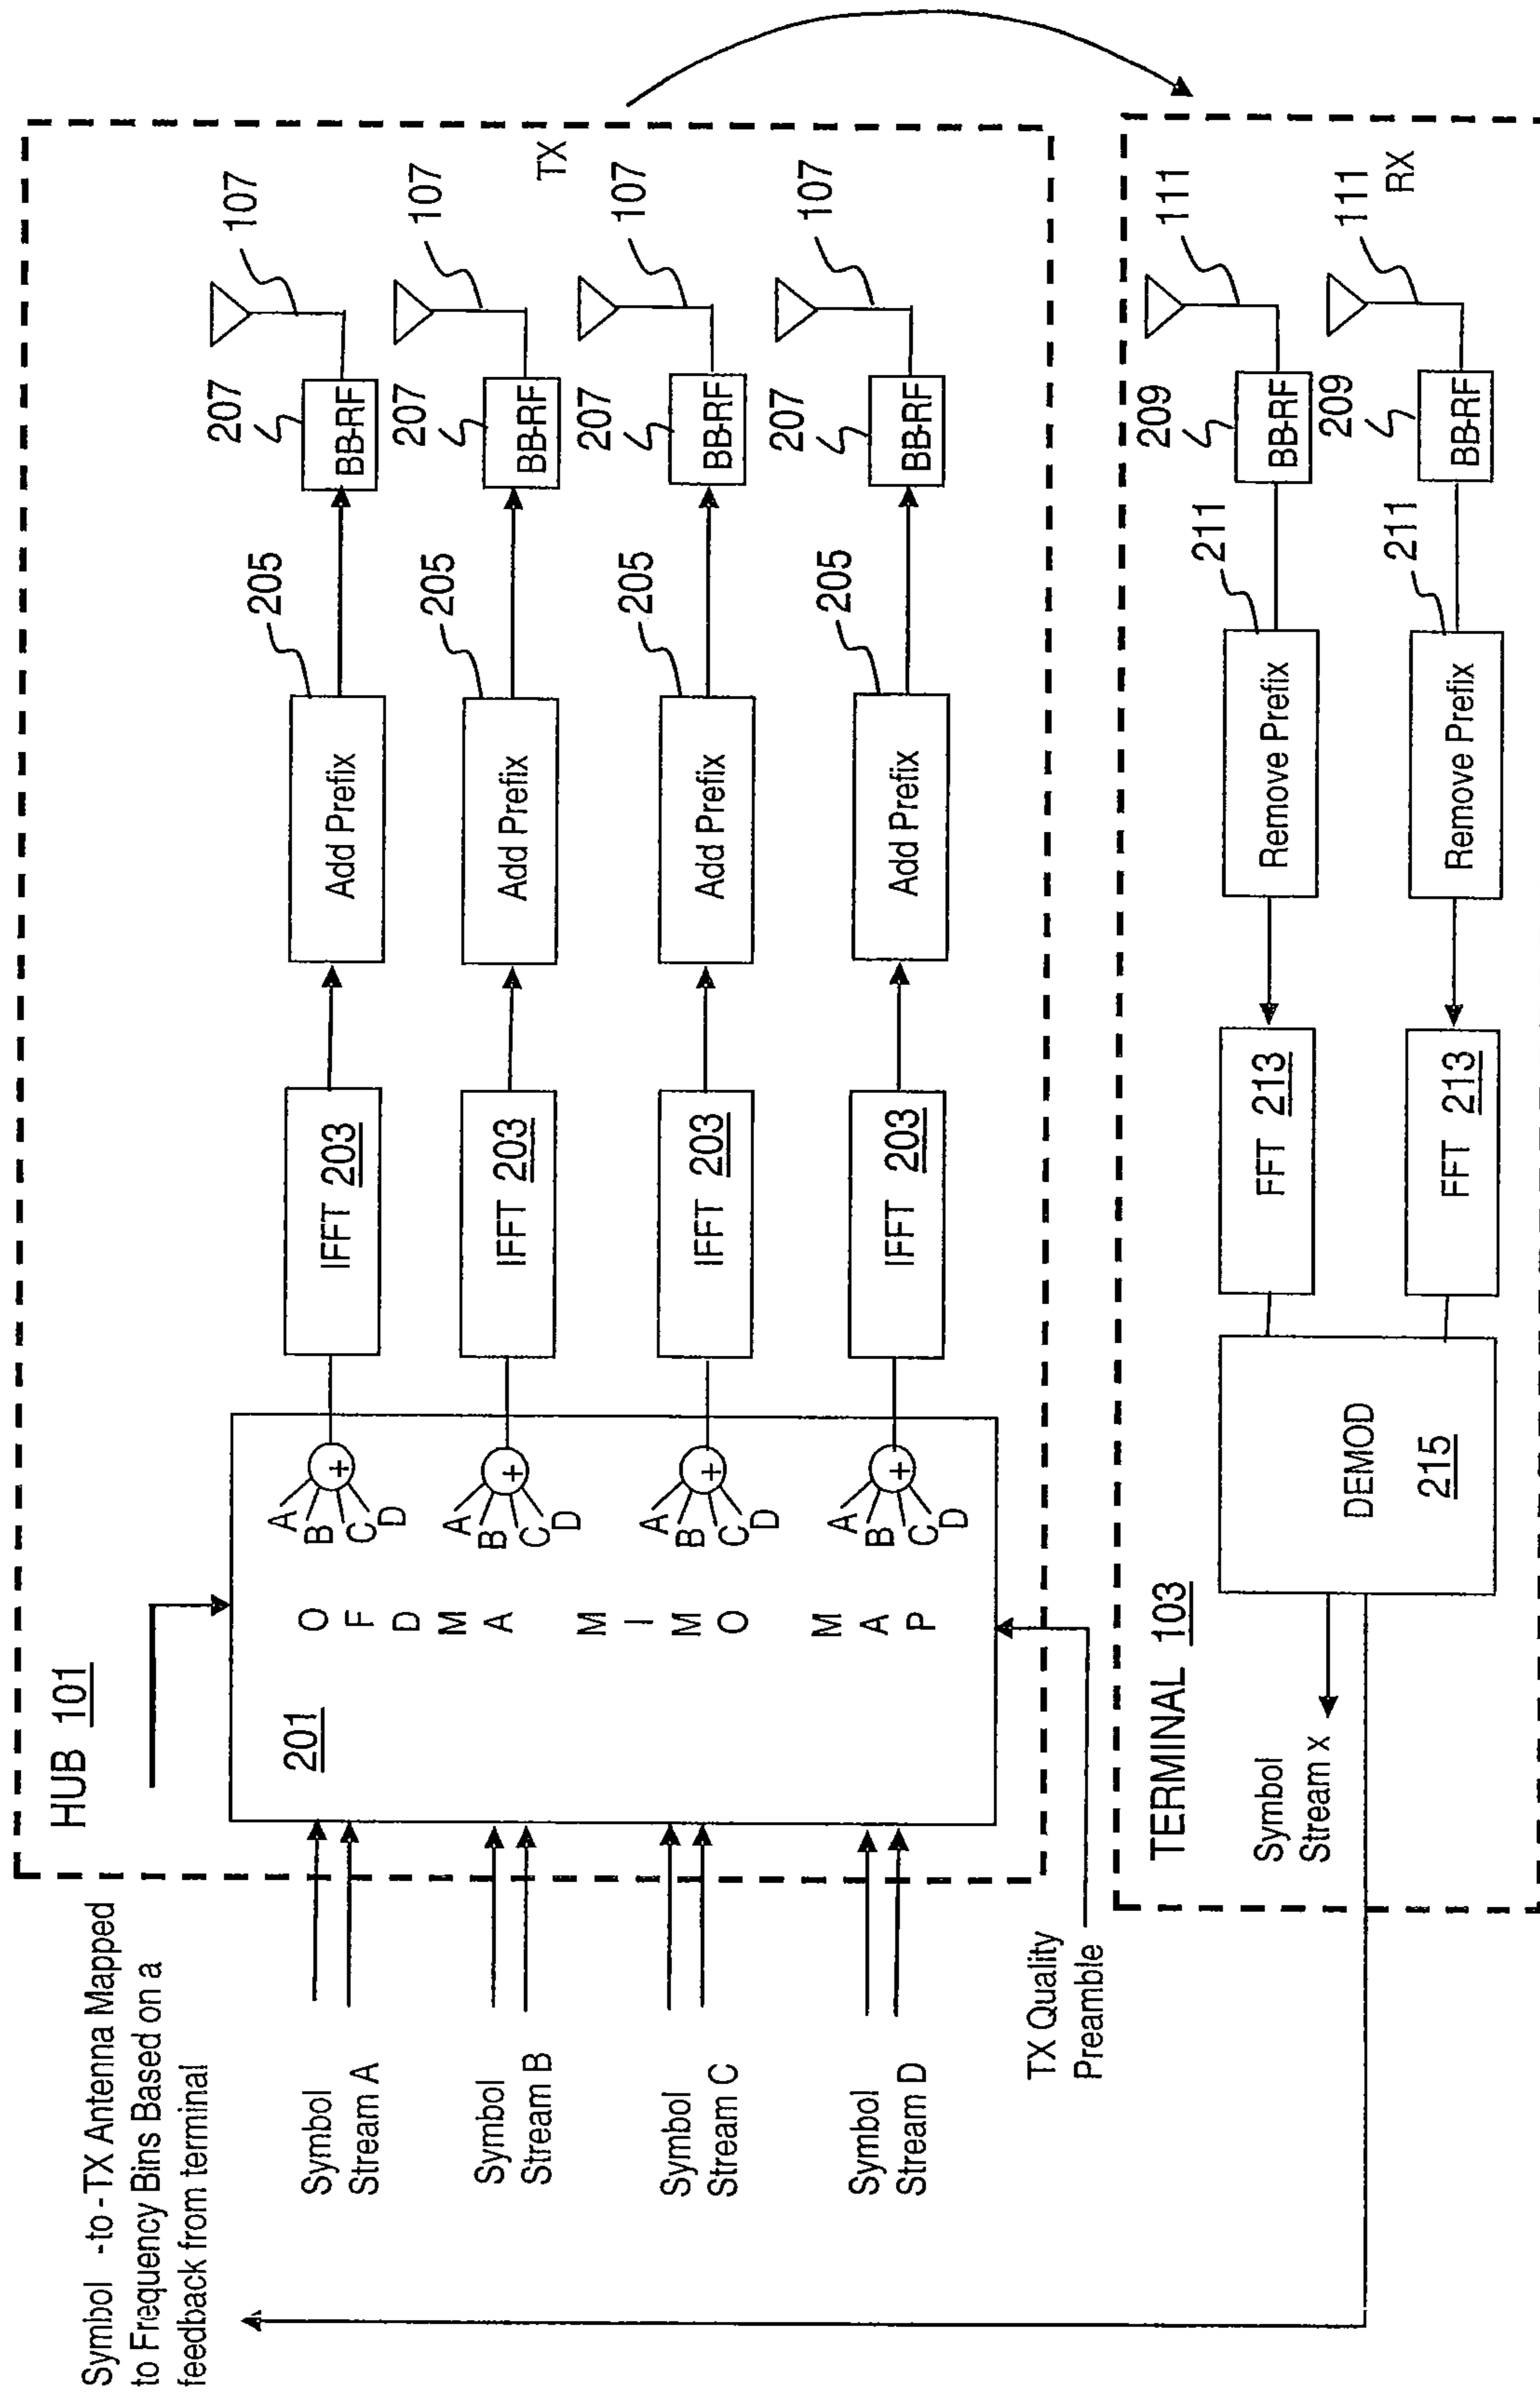 Symbol -to-TX Antenna Mapped
to Frequency Bins Based on a
feedback from terminal
HUB 101
Symbol
Stream A
Symbol
Stream B
Symbol
Stream C
Symbol
Stream D
TX Quality
Preamble
201
OFDMA MIMO MAP
A
B
C
D
+
A
B
C
D
+
A
B
C
D
+
A
B
C
D
+
IFFT 203
IFFT 203
IFFT 203
IFFT 203
205
Add Prefix
205
Add Prefix
205
Add Prefix
205
Add Prefix
207
BB-RF
107
207
BB-RF
107
207
BB-RF
107
207
BB-RF
107
TX
TERMINAL 103
Symbol
Stream x
DEMOD
215
FFT 213
FFT 213
211
Remove Prefix
211
Remove Prefix
209
BB-RF
111
209
BB-RF
111
RX